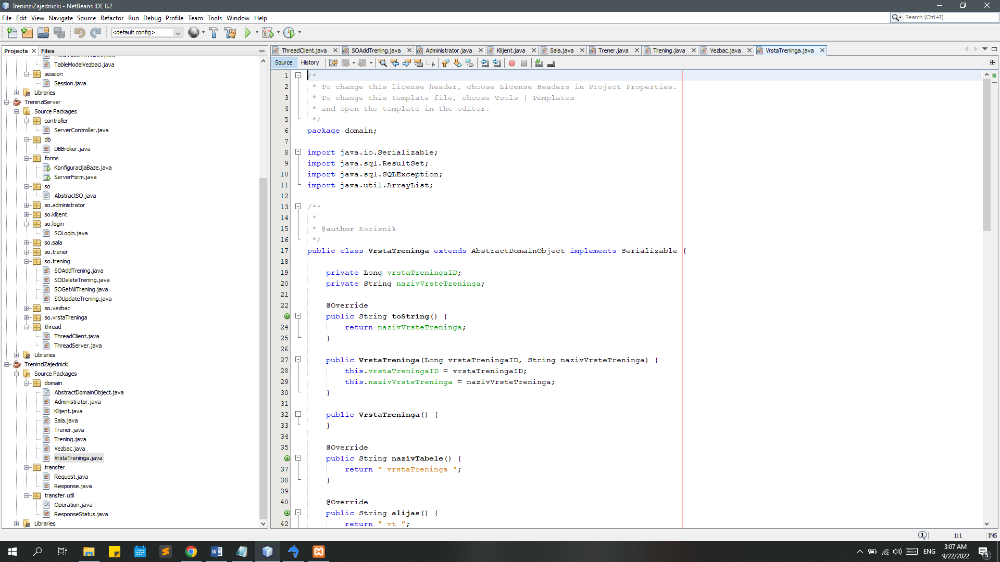 TreninziZajednicki - NetBeans IDE 8.2
File Edit View Navigate Source Refactor Run Debug Profile Team Tools Window Help
Search (Ctrl+I)
<default config>
Projects Files
TableModelVezbaci.java
session
Session.java
Libraries
TreninziServer
Source Packages
controller
ServerController.java
db
DBBroker.java
forms
KonfiguracijaBaze.java
ServerForm.java
so
AbstractSO.java
so.administrator
so.klijent
so.login
SOLogin.java
so.sala
so.trener
so.trening
SOAddTrening.java
SODeleteTrening.java
SOGetAllTrening.java
SOUpdateTrening.java
so.vezbac
so.vrstaTreninga
thread
ThreadClient.java
ThreadServer.java
Libraries
TreninziZajednicki
Source Packages
domain
AbstractDomainObject.java
Administrator.java
Klijent.java
Sala.java
Trener.java
Trening.java
Vezbac.java
VrstaTreninga.java
transfer
Request.java
Response.java
transfer.util
Operation.java
ResponseStatus.java
Libraries
ThreadClient.java SOAddTrening.java Administrator.java Klijent.java Sala.java Trener.java Trening.java Vezbac.java VrstaTreninga.java
Source History
1 /*
2 * To change this license header, choose License Headers in Project Properties.
3 * To change this template file, choose Tools | Templates
4 * and open the template in the editor.
5 */
6 package domain;
7
8 import java.io.Serializable;
9 import java.sql.ResultSet;
10 import java.sql.SQLException;
11 import java.util.ArrayList;
12
13 /**
14 *
15 * @author Korisnik
16 */
17 public class VrstaTreninga extends AbstractDomainObject implements Serializable {
18
19 private Long vrstaTreningaID;
20 private String nazivVrsteTreninga;
21
22 @Override
public String toString() {
24 return nazivVrsteTreninga;
25 }
26
27 public VrstaTreninga(Long vrstaTreningaID, String nazivVrsteTreninga) {
28 this.vrstaTreningaID = vrstaTreningaID;
29 this.nazivVrsteTreninga = nazivVrsteTreninga;
30 }
31
32 public VrstaTreninga() {
33 }
34
35 @Override
public String nazivTabele() {
37 return " vrstaTreninga ";
38 }
39
40 @Override
public String alijas() {
42 return " vt ";
1
1:1
INS
ENG
3:07 AM
9/22/2022
5